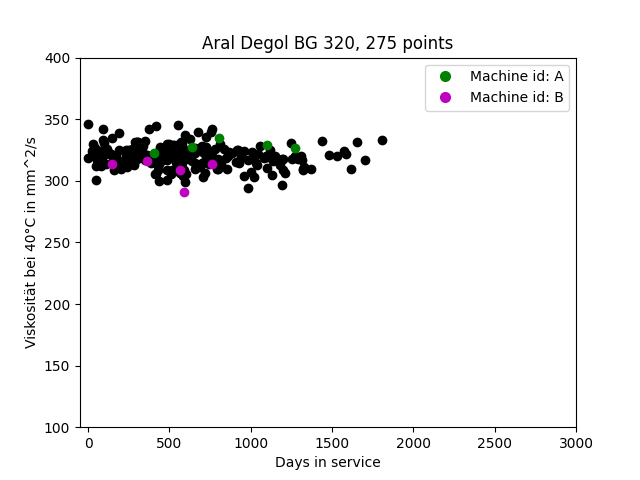 Aral Degol BG 320, 275 points
Machine id: A
Machine id: B
400
350
300
250
200
150
100
Viskosität bei 40°C in mm^2/s
0 500 1000 1500 2000 2500 3000
Days in service